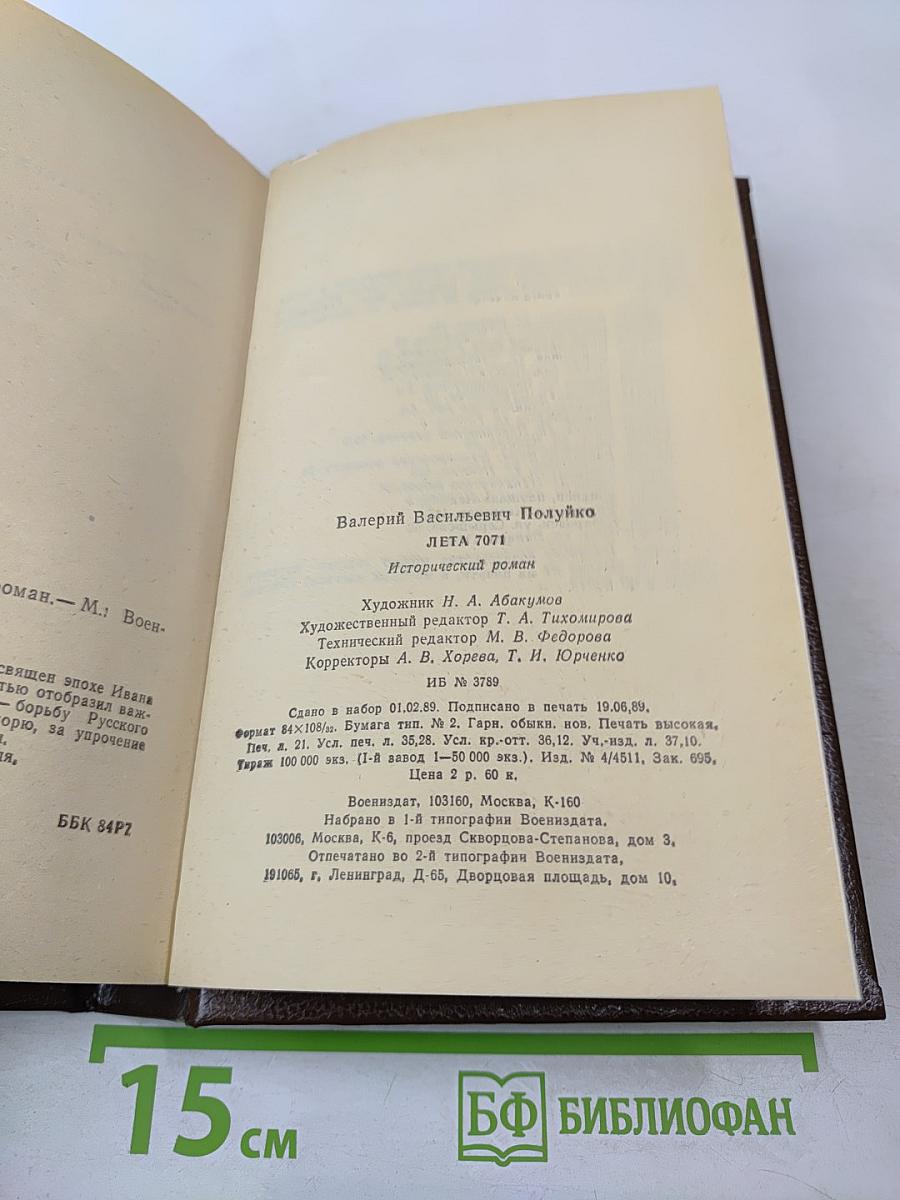 роман.— М.: Воен-
священ эпохе Ивана
тью отобразил важ-
— борьбу Русского
морю, за упрочение
ББК 84Р7
Валерий Васильевич Полуйко
ЛЕТА 7071
Исторический роман
Художник Н. А. Абакумов
Художественный редактор Т. А. Тихомирова
Технический редактор М. В. Федорова
Корректоры А. В. Хорева, Т. И. Юрченко
ИБ № 3789
Сдано в набор 01.02.89. Подписано в печать 19.06.89.
Формат 84×108/32. Бумага тип. № 2. Гарн. обыкн. нов. Печать высокая.
Печ. л. 21. Усл. печ. л. 35,28. Усл. кр.-отт. 36,12. Уч.-изд. л. 37,10.
Тираж 100 000 экз. (1-й завод 1—50 000 экз.). Изд. № 4/4511. Зак. 695.
Цена 2 р. 60 к.
Воениздат, 103160, Москва, К-160
Набрано в 1-й типографии Воениздата.
103006, Москва, К-6, проезд Скворцова-Степанова, дом 3.
Отпечатано во 2-й типографии Воениздата.
191065, г. Ленинград, Д-65, Дворцовая площадь, дом 10.
15 см
БФ БИБЛИОФАН